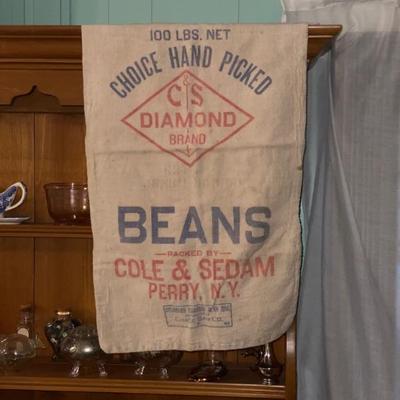 100 LBS. NET
CHOICE HAND PICKED
C & S
DIAMOND
BRAND
BEANS
PACKED BY
COLE & SEDAM
PERRY, N.Y.